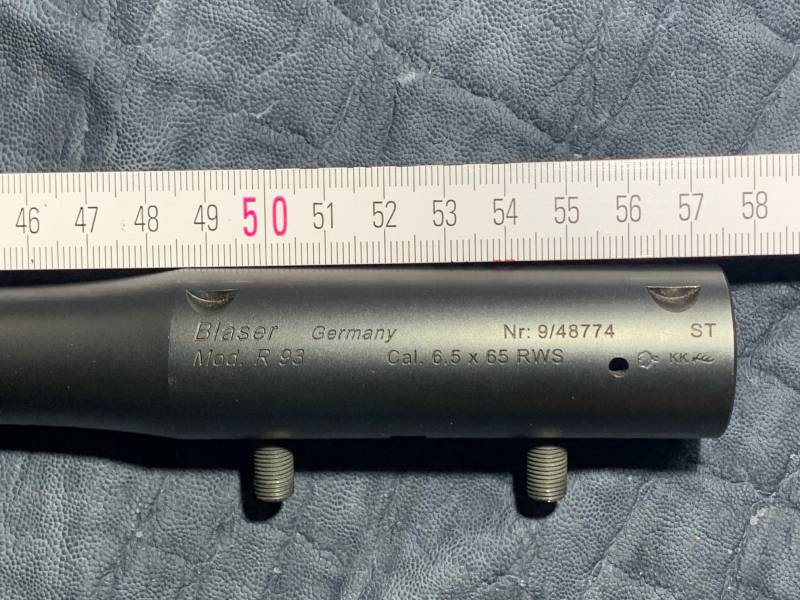 46 47 48 49 50 51 52 53 54 55 56 57 58
Blaser Germany Nr: 9/48774 ST
Mod. R 93 Cal. 6.5 x 65 RWS KK